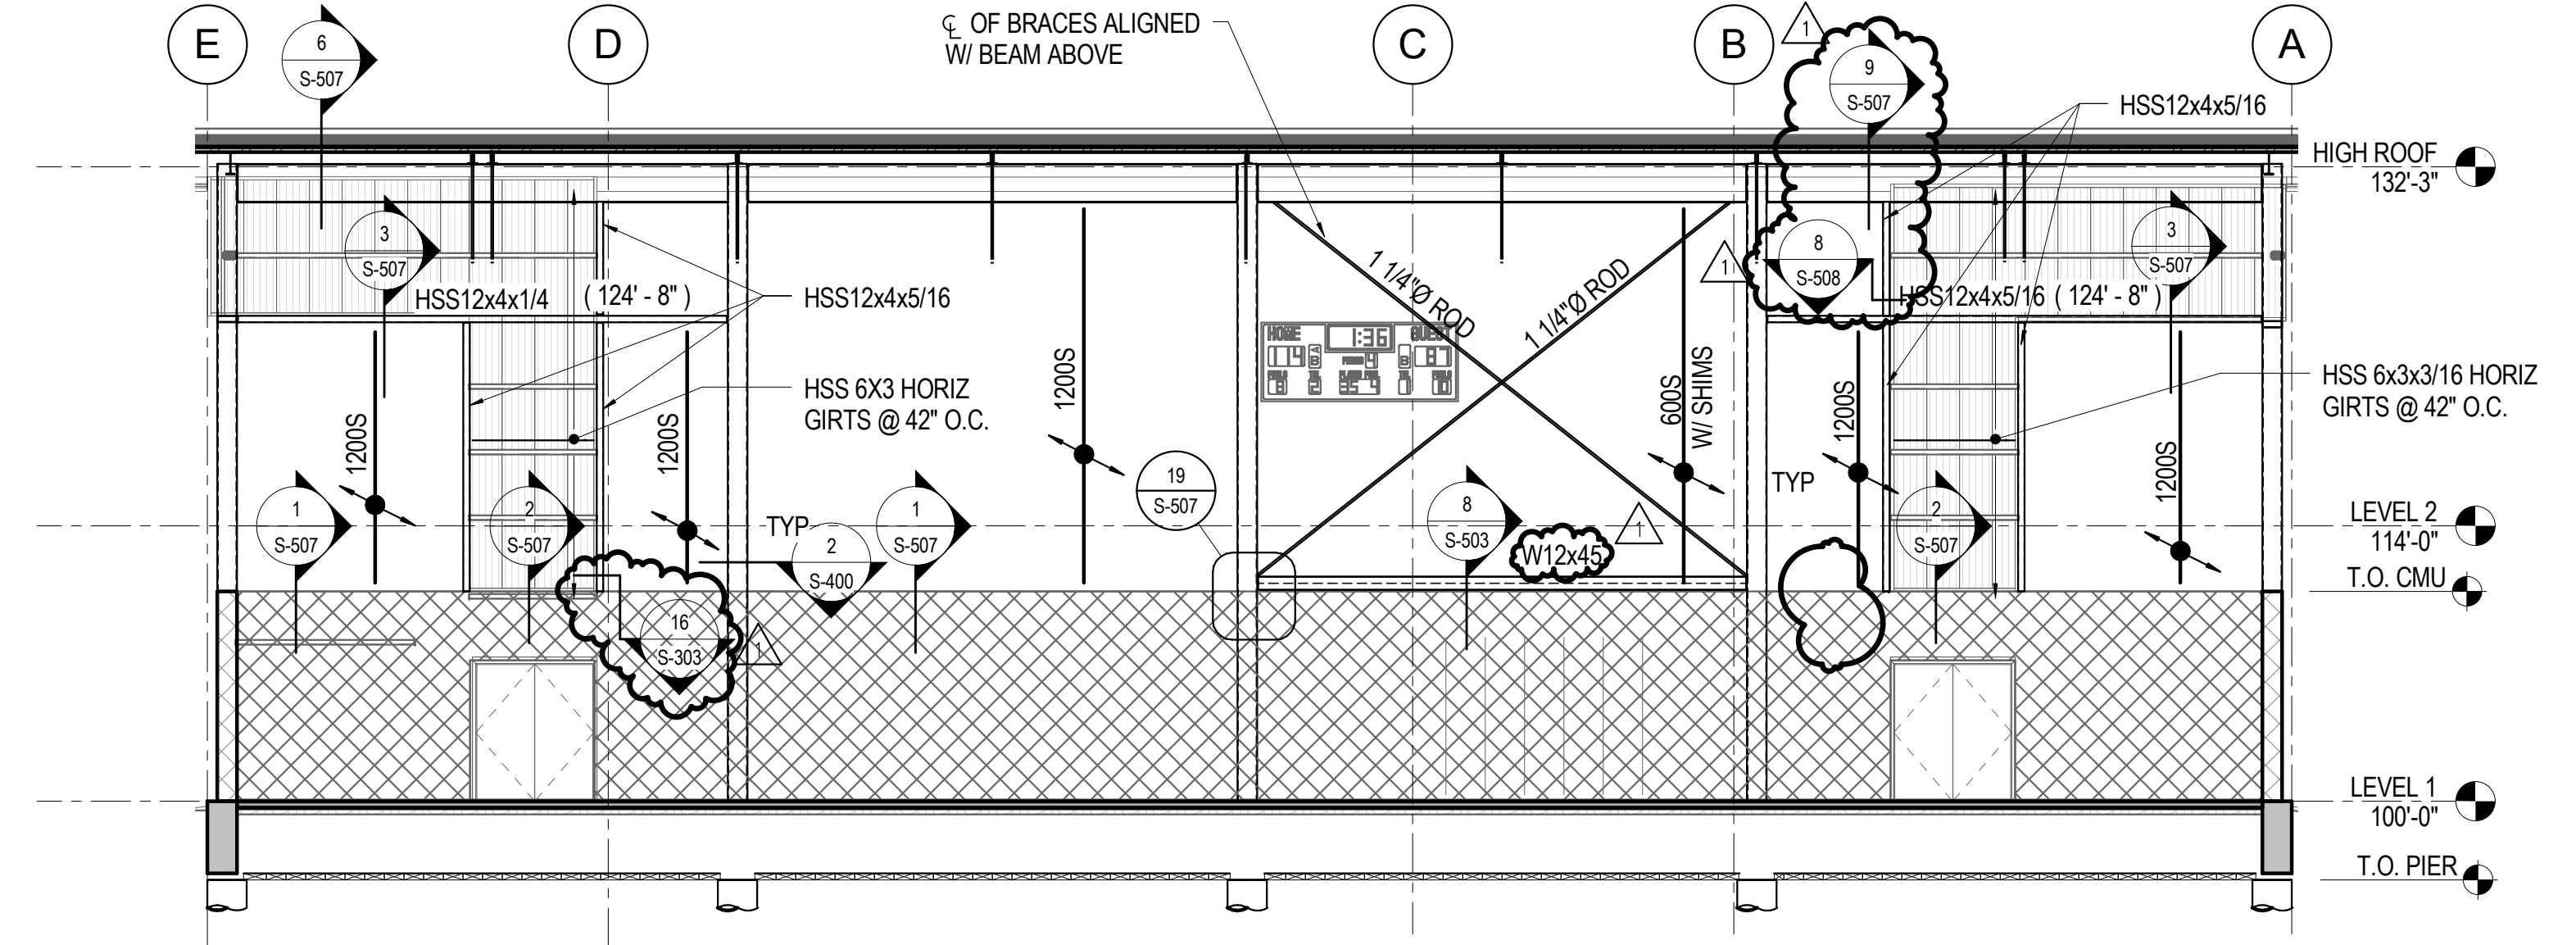 E
D
C
B
A
6
S-507
℄ OF BRACES ALIGNED
W/ BEAM ABOVE
1
9
S-507
HSS12x4x5/16
HIGH ROOF
132'-3"
3
S-507
HSS12x4x1/4
( 124' - 8" )
HSS12x4x5/16
1 1/4"Ø ROD
1 1/4"Ø ROD
1
8
S-508
HSS12x4x5/16 ( 124' - 8" )
3
S-507
HOME
1:36
HSS 6X3 HORIZ
GIRTS @ 42" O.C.
HSS 6x3x3/16 HORIZ
GIRTS @ 42" O.C.
1200S
1200S
1200S
600S
W/ SHIMS
1200S
1200S
TYP
TYP
1
S-507
2
S-507
2
S-400
1
S-507
19
S-507
8
S-503
W12x45
1
2
S-507
LEVEL 2
114'-0"
T.O. CMU
16
S-303
1
LEVEL 1
100'-0"
T.O. PIER